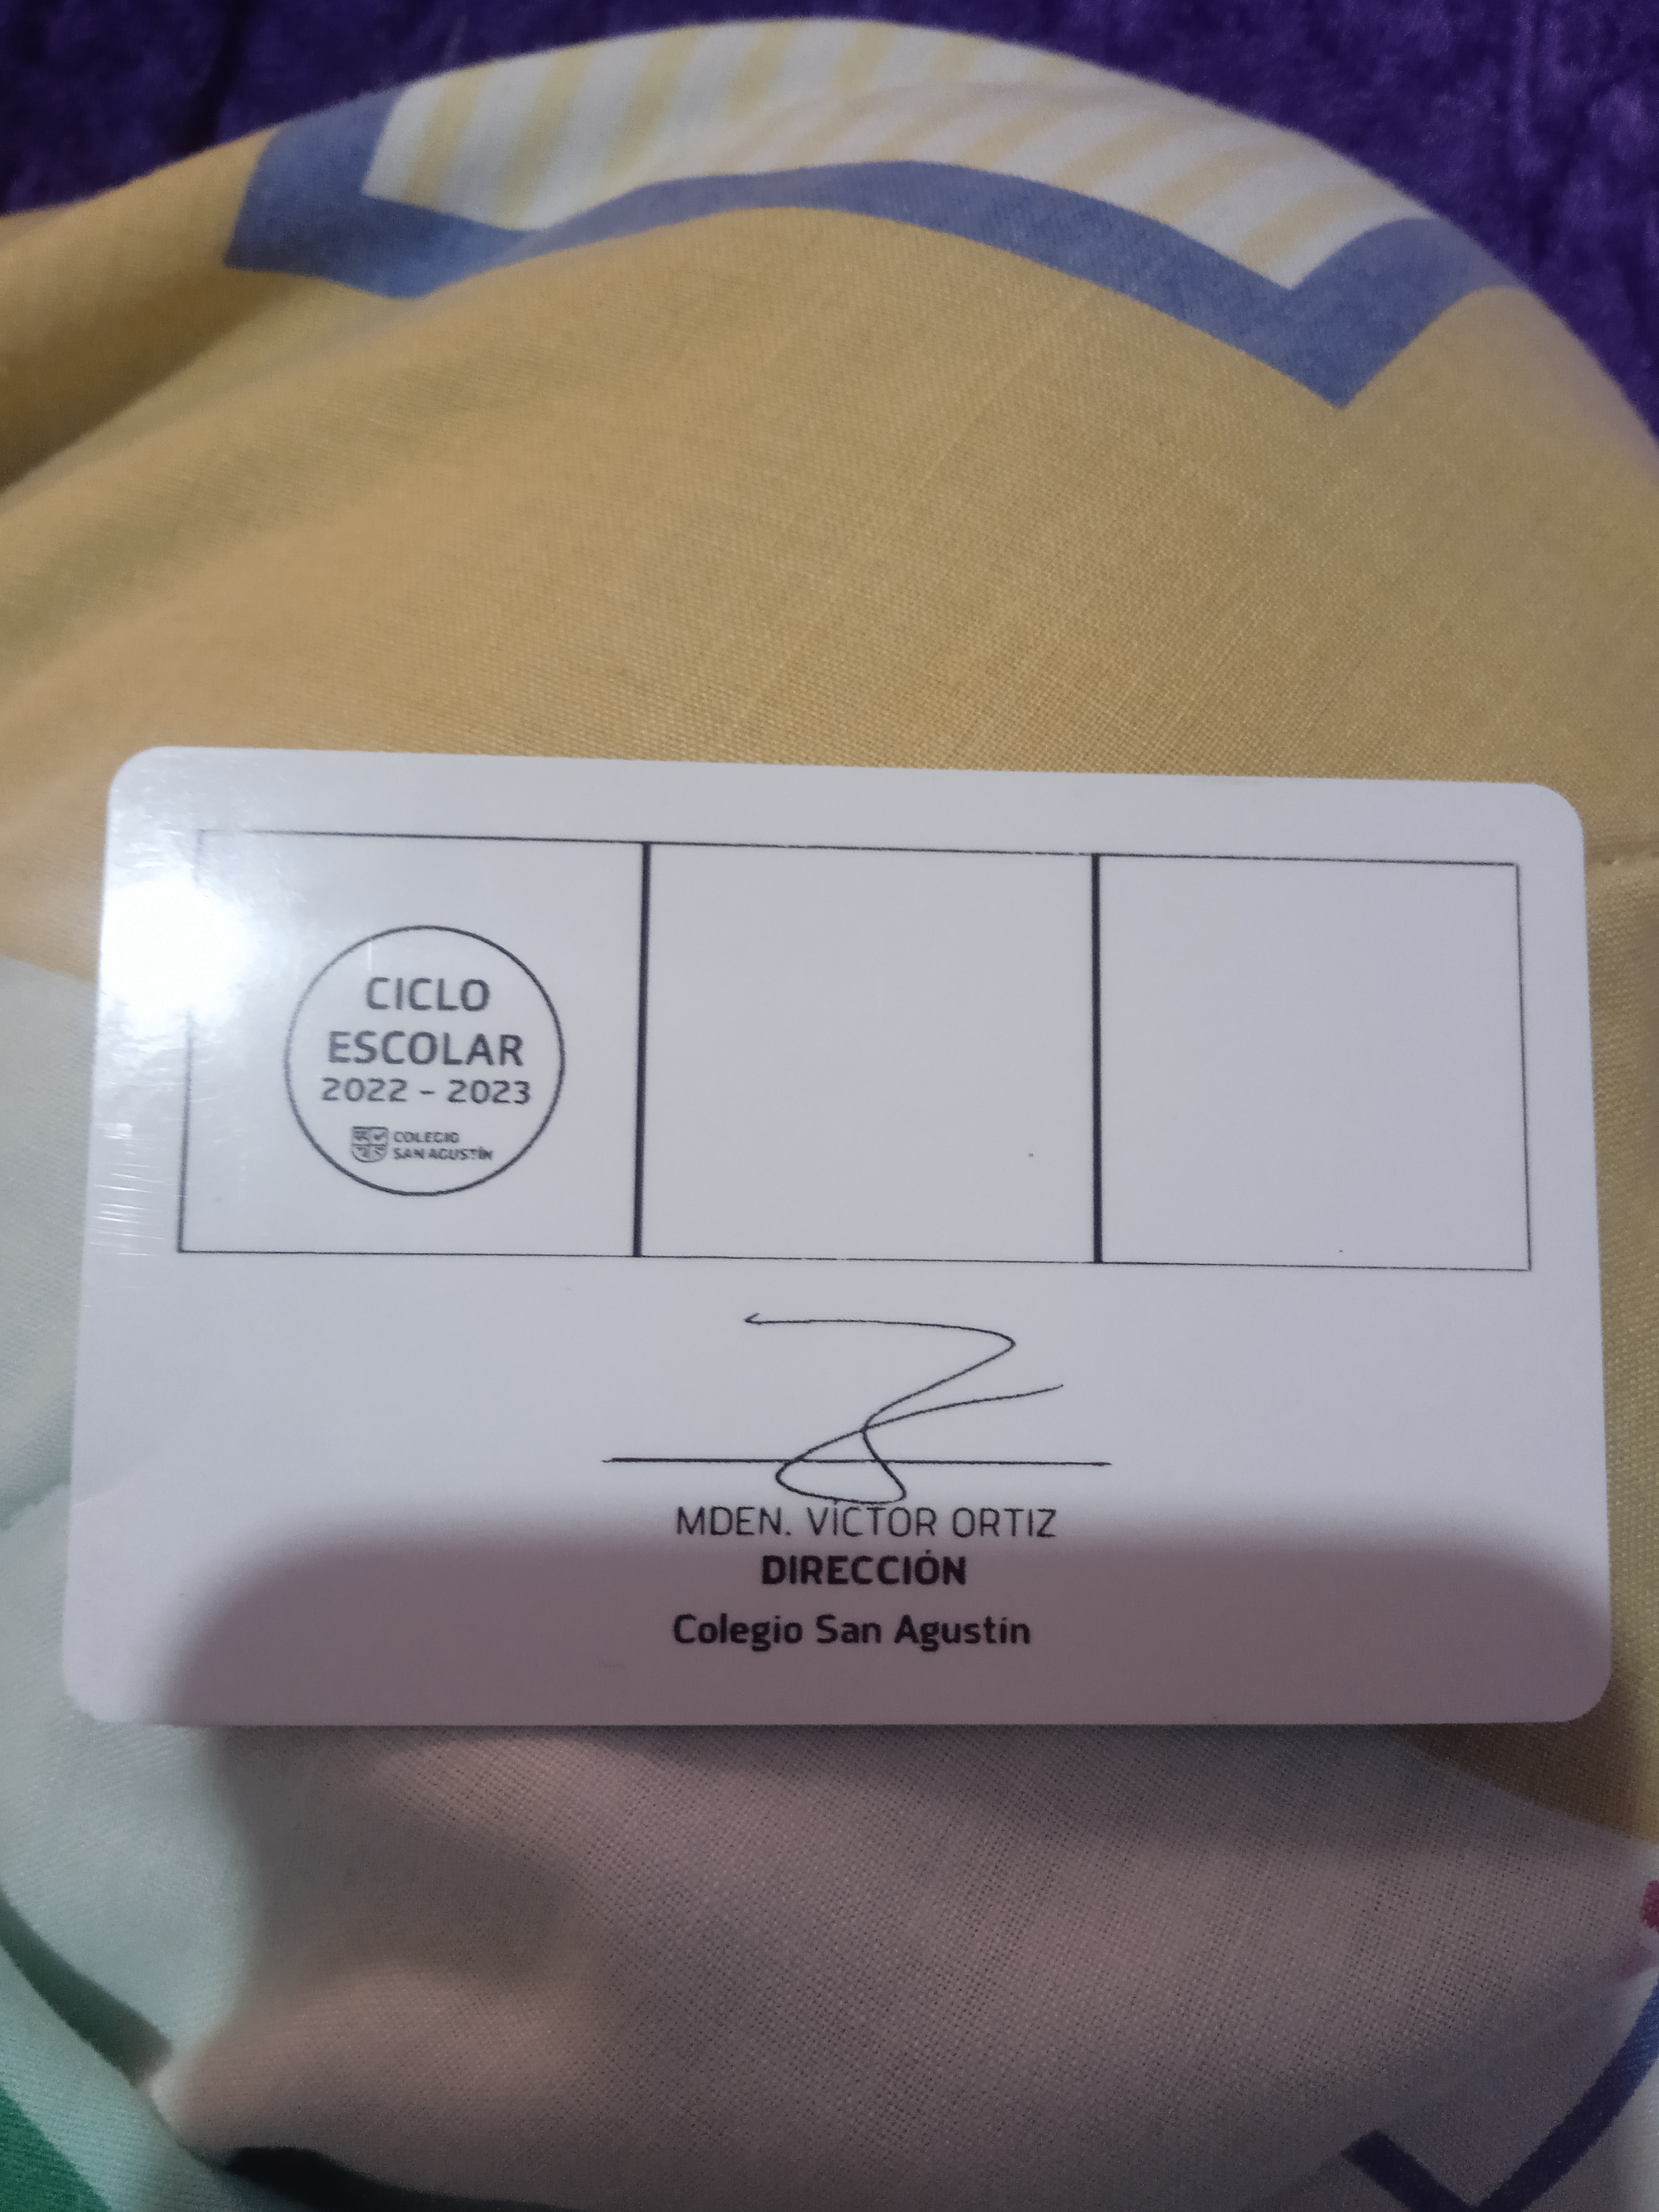 CICLO
ESCOLAR
2022 - 2023
COLEGIO
SAN AGUSTÍN
MDEN. VÍCTOR ORTIZ
DIRECCIÓN
Colegio San Agustín